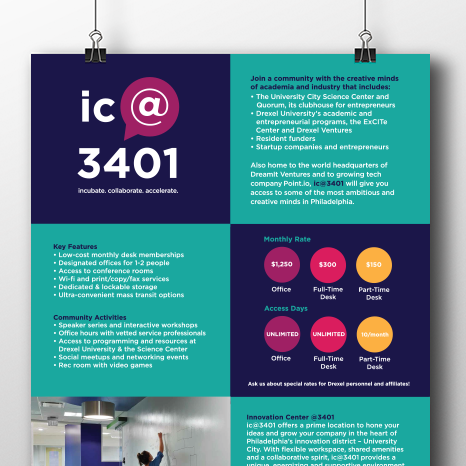 ic@
3401
incubate. collaborate. accelerate.
Join a community with the creative minds
of academia and industry that includes:
• The University City Science Center and
Quorum, its clubhouse for entrepreneurs
• Drexel University's academic and
entrepreneurial programs, the ExCITe
Center and Drexel Ventures
• Resident funders
• Startup companies and entrepreneurs
Also home to the world headquarters of
DreamIt Ventures and to growing tech
company Point.io, ic@3401 will give you
access to some of the most ambitious and
creative minds in Philadelphia.
Key Features
• Low-cost monthly desk memberships
• Designated offices for 1-2 people
• Access to conference rooms
• Wi-fi and print/copy/fax services
• Dedicated & lockable storage
• Ultra-convenient mass transit options
Community Activities
• Speaker series and interactive workshops
• Office hours with vetted service professionals
• Access to programming and resources at
Drexel University & the Science Center
• Social meetups and networking events
• Rec room with video games
Monthly Rate
$1,250 $300 $150
Office Full-Time Part-Time
Desk Desk
Access Days
UNLIMITED UNLIMITED 10/month
Office Full-Time Part-Time
Desk Desk
Ask us about special rates for Drexel personnel and affiliates!
Innovation Center @3401
ic@3401 offers a prime location to hone your
ideas and grow your company in the heart of
Philadelphia's innovation district – University
City. With flexible workspace, shared amenities
and a collaborative spirit, ic@3401 provides a
unique, energizing and supportive environment